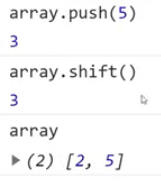 array.push(5)
3
array.shift()
3
array
▶ (2) [2, 5]